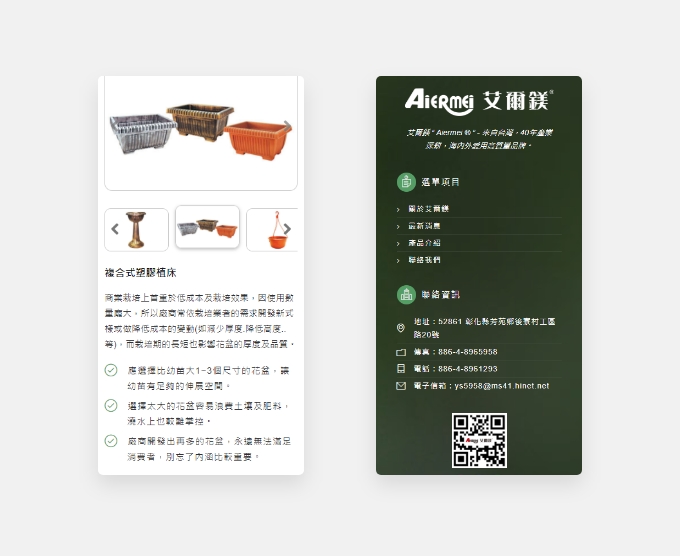 複合式塑膠植床
商業栽培上首重於低成本及栽培效果，因使用數
量龐大，所以廠商常依栽培業者的需求開發新式
樣或做降低成本的變動(如減少厚度.降低高度..
等)，而栽培期的長短也影響花盆的厚度及品質。
應選擇比幼苗大1~3個尺寸的花盆，讓
幼苗有足夠的伸展空間。
選擇太大的花盆容易浪費土壤及肥料，
澆水上也較難掌控。
廠商開發出再多的花盆，永遠無法滿足
消費者，別忘了內涵比較重要。
AiERMEi 艾爾鎂®
艾爾鎂 " Aiermei ® " - 來自台灣，40年產業
深耕，海內外愛用高質量品牌。
選單項目
關於艾爾鎂
最新消息
產品介紹
聯絡我們
聯絡資訊
地址：52861 彰化縣芳苑鄉後寮村工區
路20號
傳真：886-4-8965958
電話：886-4-8961293
電子信箱：ys5958@ms41.hinet.net